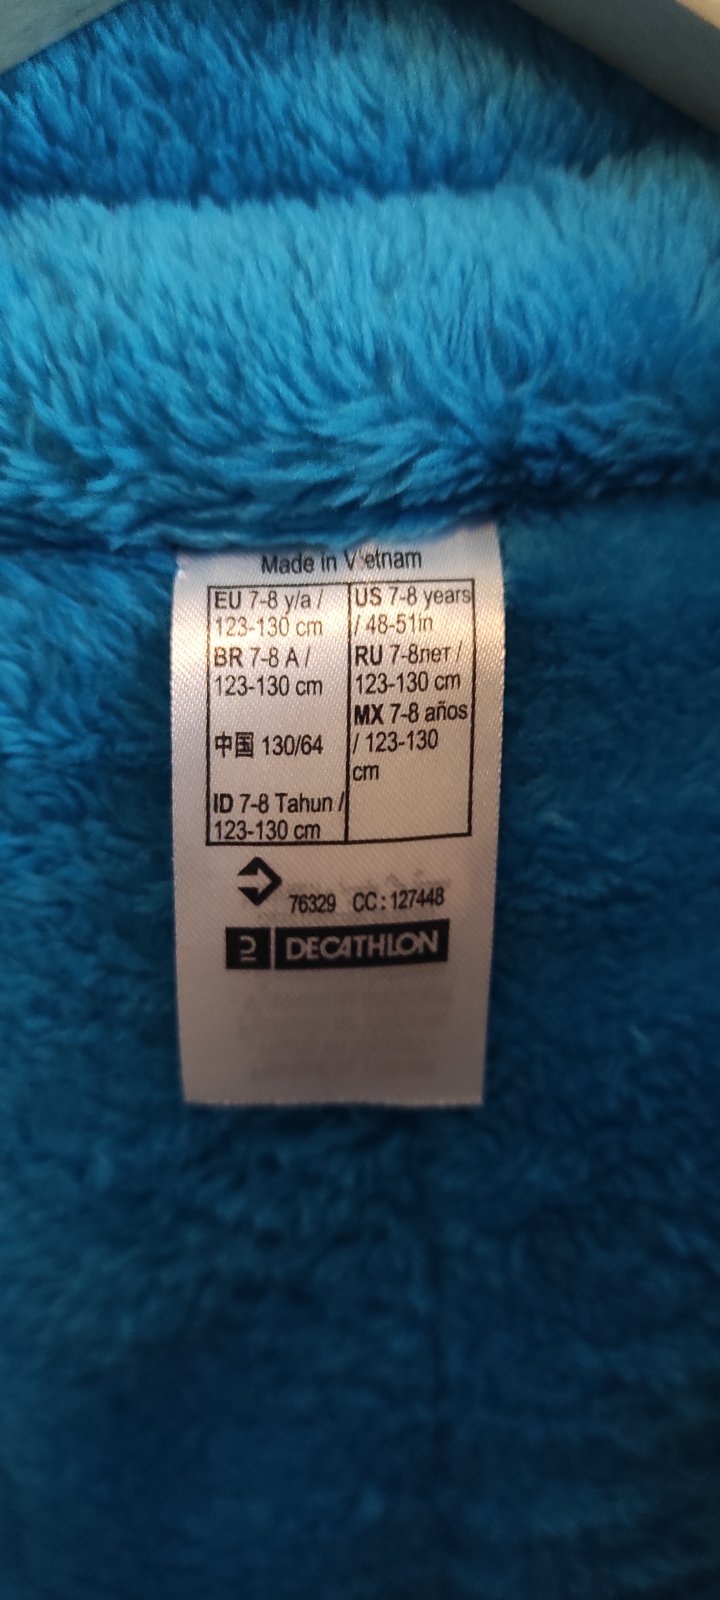 Made in Vietnam
EU 7-8 y/a /
123-130 cm
BR 7-8 A /
123-130 cm
中国 130/64
ID 7-8 Tahun /
123-130 cm
US 7-8 years
/ 48-51in
RU 7-8лет /
123-130 cm
MX 7-8 años
/ 123-130
cm
76329 CC : 127448
DECATHLON